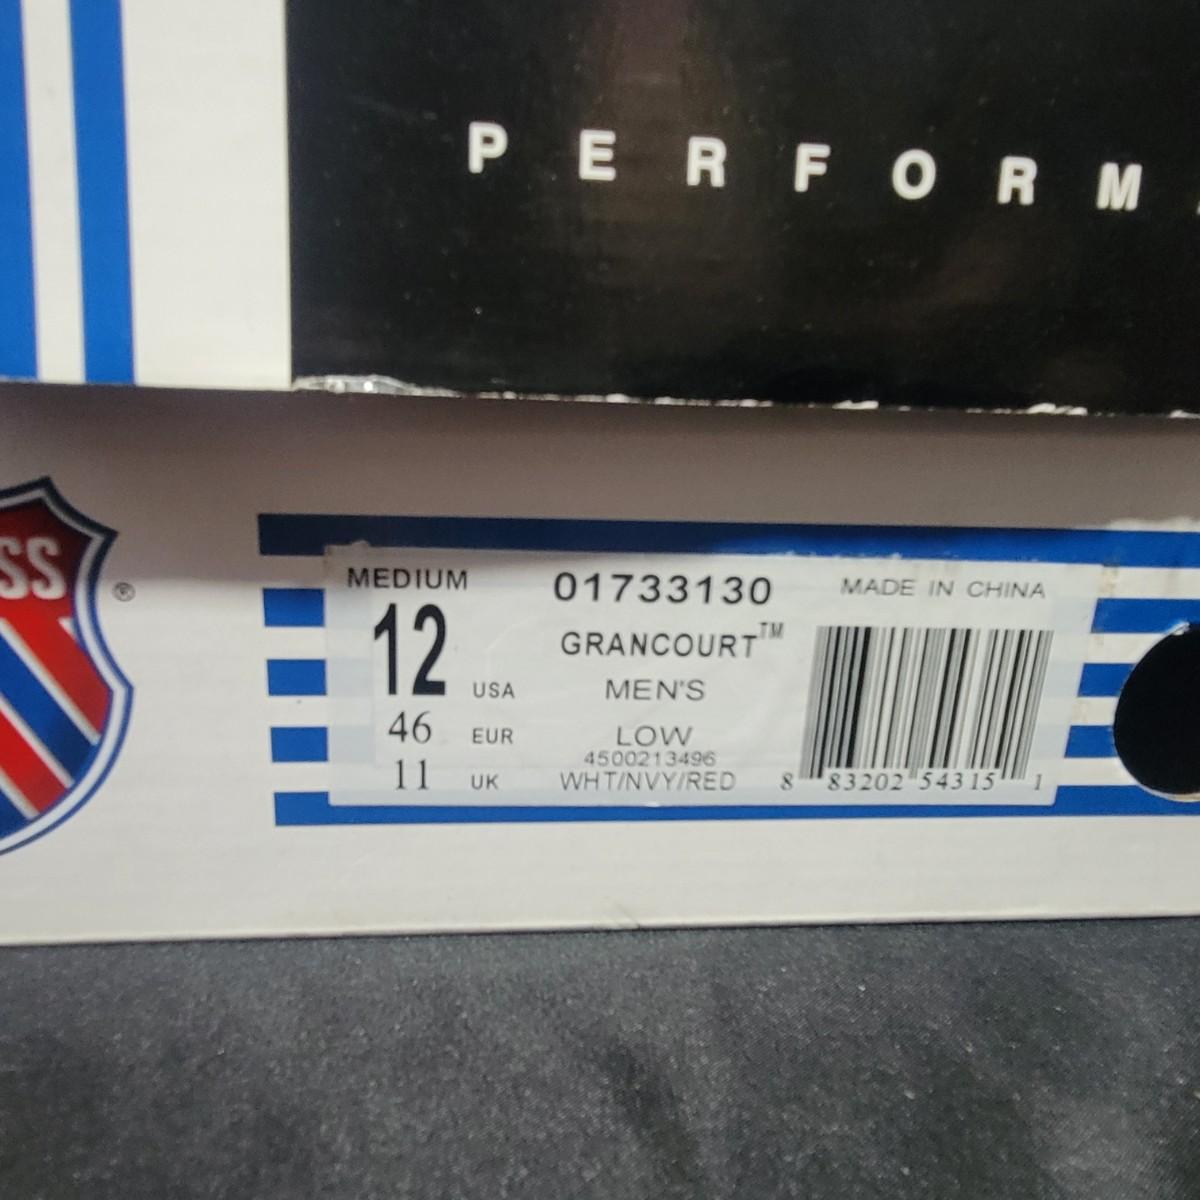 PERFORM
SS
®
MEDIUM
12 USA
46 EUR
11 UK
01733130
GRANCOURT™
MEN'S
LOW
4500213496
WHT/NVY/RED
MADE IN CHINA
8 83202 54315 1